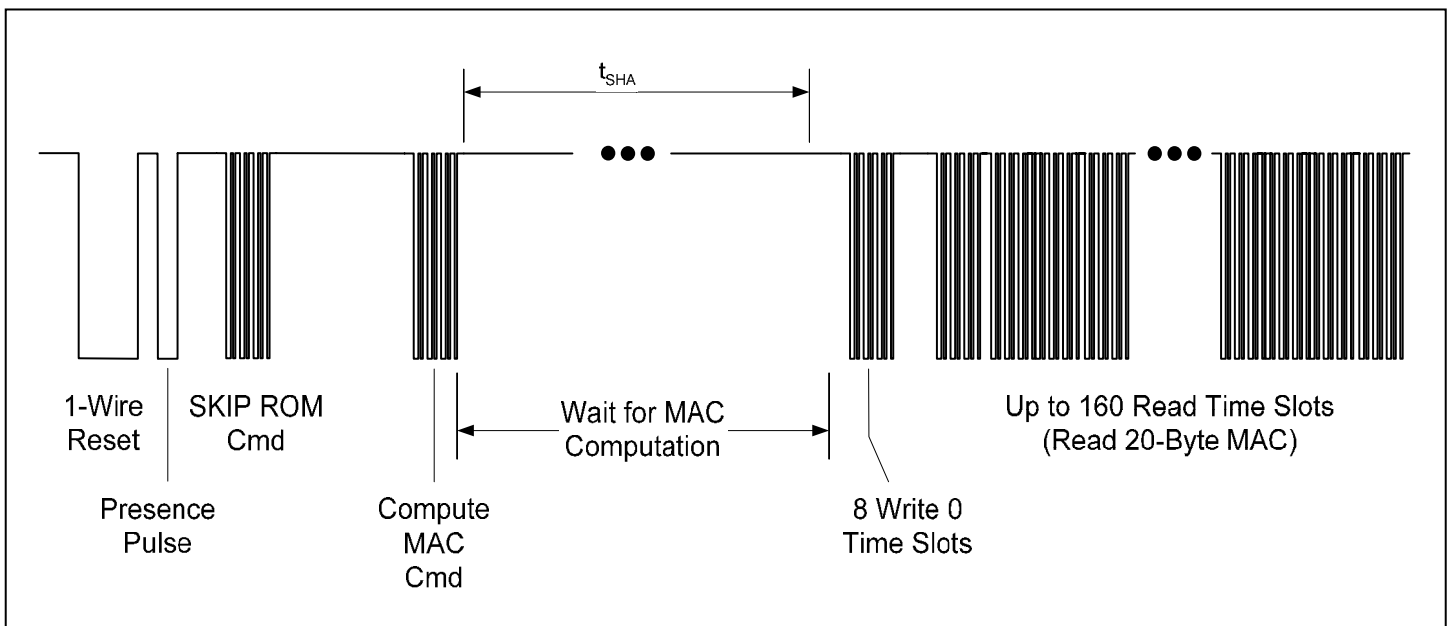 tSHA
1-Wire
Reset
SKIP ROM
Cmd
Wait for MAC
Computation
Up to 160 Read Time Slots
(Read 20-Byte MAC)
Presence
Pulse
Compute
MAC
Cmd
8 Write 0
Time Slots